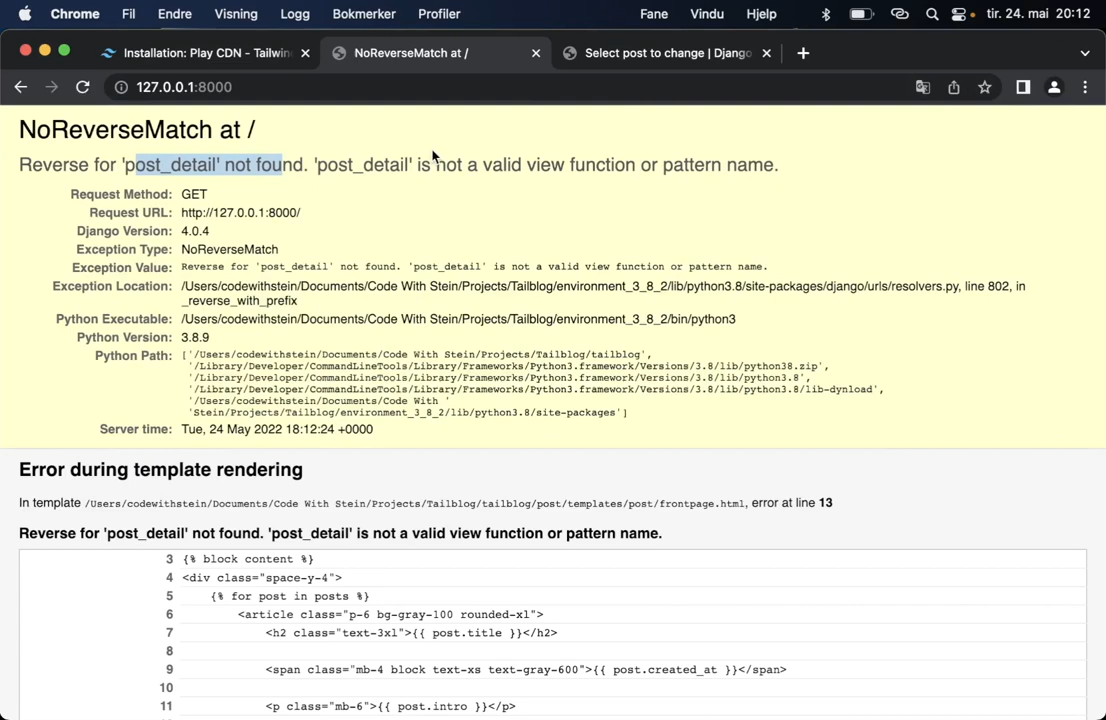 Chrome Fil Endre Visning Logg Bokmerker Profiler Fane Vindu Hjelp tir. 24. mai 20:12
Installation: Play CDN - Tailwin NoReverseMatch at / Select post to change | Django
127.0.0.1:8000
NoReverseMatch at /
Reverse for 'post_detail' not found. 'post_detail' is not a valid view function or pattern name.
Request Method: GET
Request URL: http://127.0.0.1:8000/
Django Version: 4.0.4
Exception Type: NoReverseMatch
Exception Value: Reverse for 'post_detail' not found. 'post_detail' is not a valid view function or pattern name.
Exception Location: /Users/codewithstein/Documents/Code With Stein/Projects/Tailblog/environment_3_8_2/lib/python3.8/site-packages/django/urls/resolvers.py, line 802, in
_reverse_with_prefix
Python Executable: /Users/codewithstein/Documents/Code With Stein/Projects/Tailblog/environment_3_8_2/bin/python3
Python Version: 3.8.9
Python Path: ['/Users/codewithstein/Documents/Code With Stein/Projects/Tailblog/tailblog',
'/Library/Developer/CommandLineTools/Library/Frameworks/Python3.framework/Versions/3.8/lib/python38.zip',
'/Library/Developer/CommandLineTools/Library/Frameworks/Python3.framework/Versions/3.8/lib/python3.8',
'/Library/Developer/CommandLineTools/Library/Frameworks/Python3.framework/Versions/3.8/lib/python3.8/lib-dynload',
'/Users/codewithstein/Documents/Code With '
'Stein/Projects/Tailblog/environment_3_8_2/lib/python3.8/site-packages']
Server time: Tue, 24 May 2022 18:12:24 +0000
Error during template rendering
In template /Users/codewithstein/Documents/Code With Stein/Projects/Tailblog/tailblog/post/templates/post/frontpage.html, error at line 13
Reverse for 'post_detail' not found. 'post_detail' is not a valid view function or pattern name.
3 {% block content %}
4 <div class="space-y-4">
5 {% for post in posts %}
6 <article class="p-6 bg-gray-100 rounded-xl">
7 <h2 class="text-3xl">{{ post.title }}</h2>
8
9 <span class="mb-4 block text-xs text-gray-600">{{ post.created_at }}</span>
10
11 <p class="mb-6">{{ post.intro }}</p>